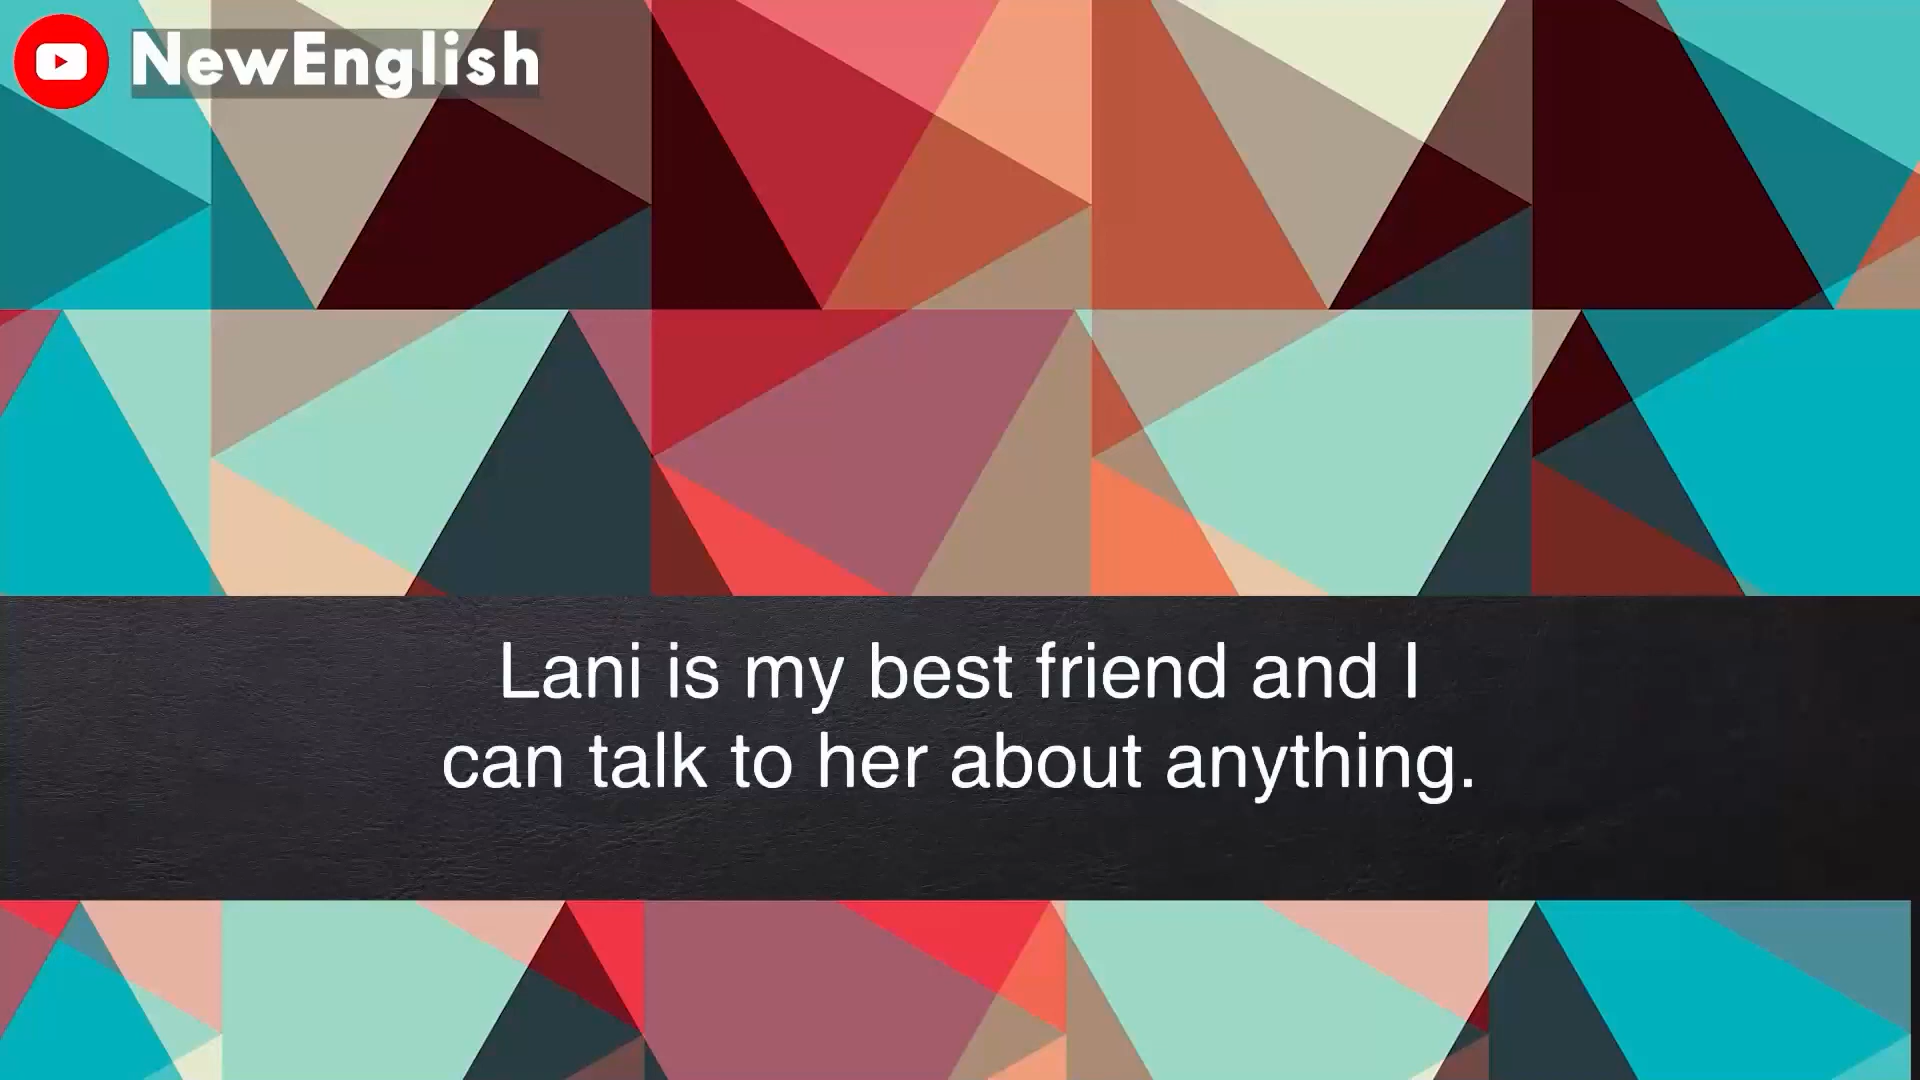 NewEnglish
Lani is my best friend and I
can talk to her about anything.